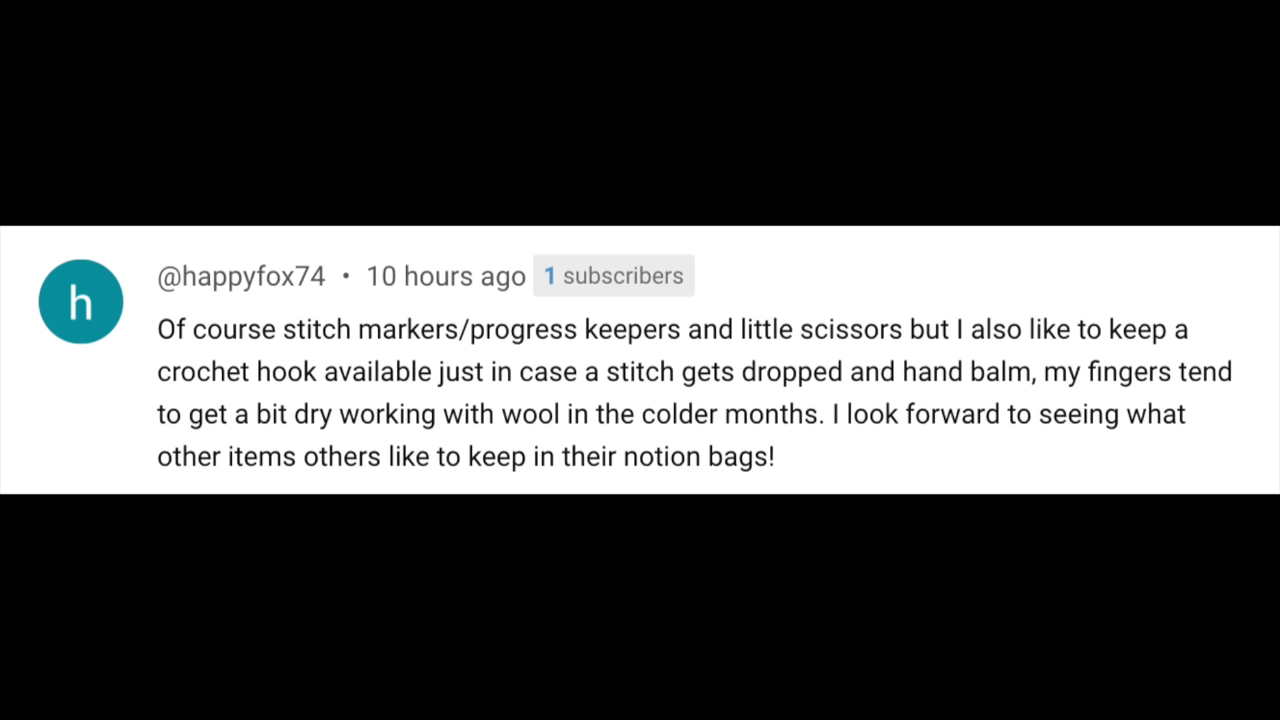 h
@happyfox74 • 10 hours ago 1 subscribers
Of course stitch markers/progress keepers and little scissors but I also like to keep a
crochet hook available just in case a stitch gets dropped and hand balm, my fingers tend
to get a bit dry working with wool in the colder months. I look forward to seeing what
other items others like to keep in their notion bags!